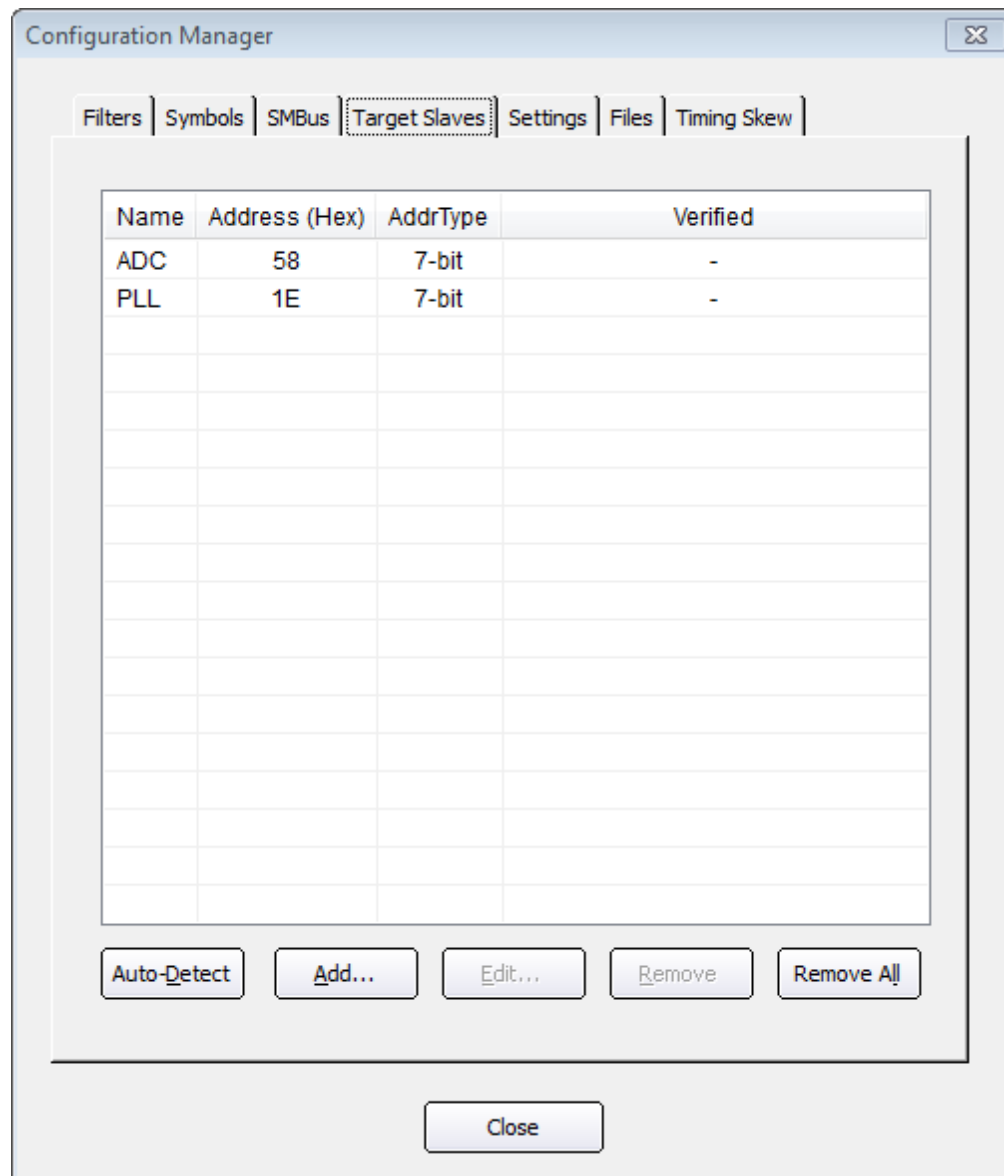 Configuration Manager
Filters Symbols SMBus Target Slaves Settings Files Timing Skew
Name Address (Hex) AddrType Verified
ADC 58 7-bit -
PLL 1E 7-bit -
Auto-Detect Add... Edit... Remove Remove All
Close